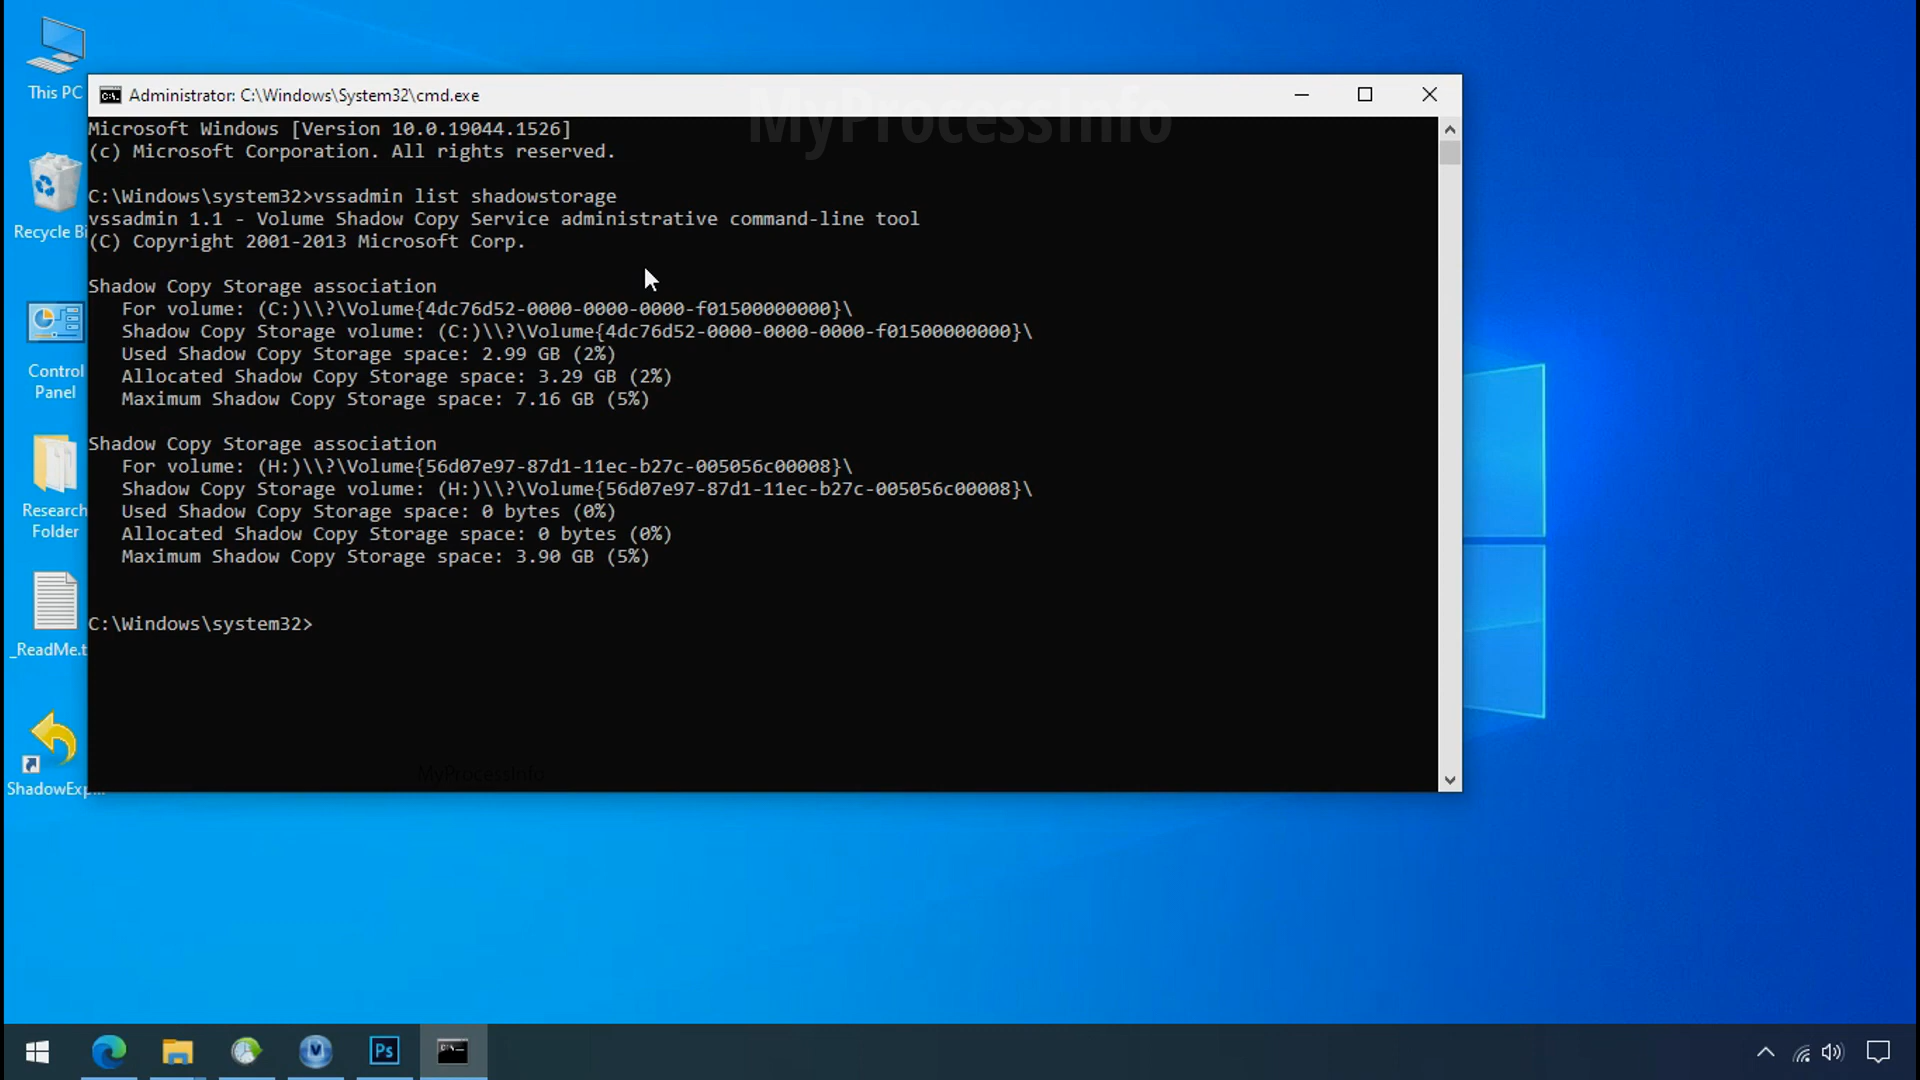 This PC
Recycle Bi
Control
Panel
Research
Folder
_ReadMe.t
ShadowExp...
Administrator: C:\Windows\System32\cmd.exe
MyProcessInfo
Microsoft Windows [Version 10.0.19044.1526]
(c) Microsoft Corporation. All rights reserved.
C:\Windows\system32>vssadmin list shadowstorage
vssadmin 1.1 - Volume Shadow Copy Service administrative command-line tool
(C) Copyright 2001-2013 Microsoft Corp.
Shadow Copy Storage association
For volume: (C:)\\?\Volume{4dc76d52-0000-0000-0000-f01500000000}\
Shadow Copy Storage volume: (C:)\\?\Volume{4dc76d52-0000-0000-0000-f01500000000}\
Used Shadow Copy Storage space: 2.99 GB (2%)
Allocated Shadow Copy Storage space: 3.29 GB (2%)
Maximum Shadow Copy Storage space: 7.16 GB (5%)
Shadow Copy Storage association
For volume: (H:)\\?\Volume{56d07e97-87d1-11ec-b27c-005056c00008}\
Shadow Copy Storage volume: (H:)\\?\Volume{56d07e97-87d1-11ec-b27c-005056c00008}\
Used Shadow Copy Storage space: 0 bytes (0%)
Allocated Shadow Copy Storage space: 0 bytes (0%)
Maximum Shadow Copy Storage space: 3.90 GB (5%)
C:\Windows\system32>
MyProcessInfo
Ps